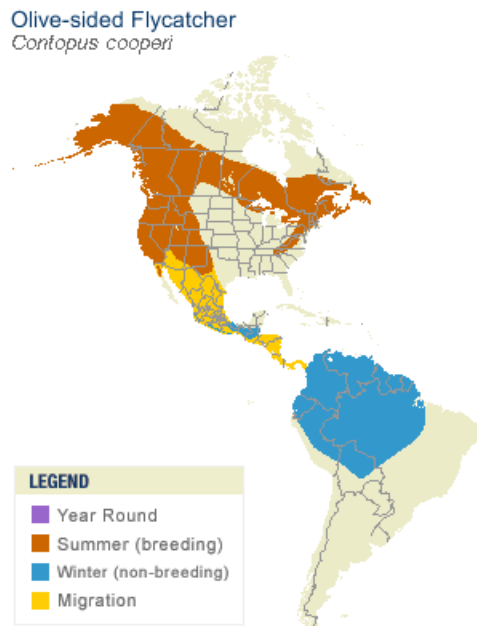 Olive-sided Flycatcher
Contopus cooperi
LEGEND
Year Round
Summer (breeding)
Winter (non-breeding)
Migration